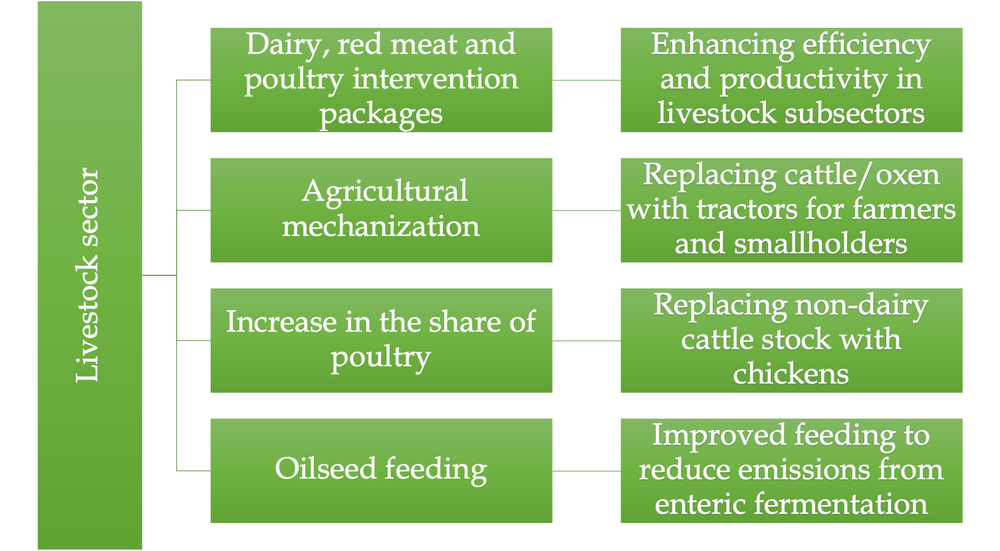 Livestock sector
Dairy, red meat and
poultry intervention
packages
Enhancing efficiency
and productivity in
livestock subsectors
Agricultural
mechanization
Replacing cattle/oxen
with tractors for farmers
and smallholders
Increase in the share of
poultry
Replacing non-dairy
cattle stock with
chickens
Oilseed feeding
Improved feeding to
reduce emissions from
enteric fermentation